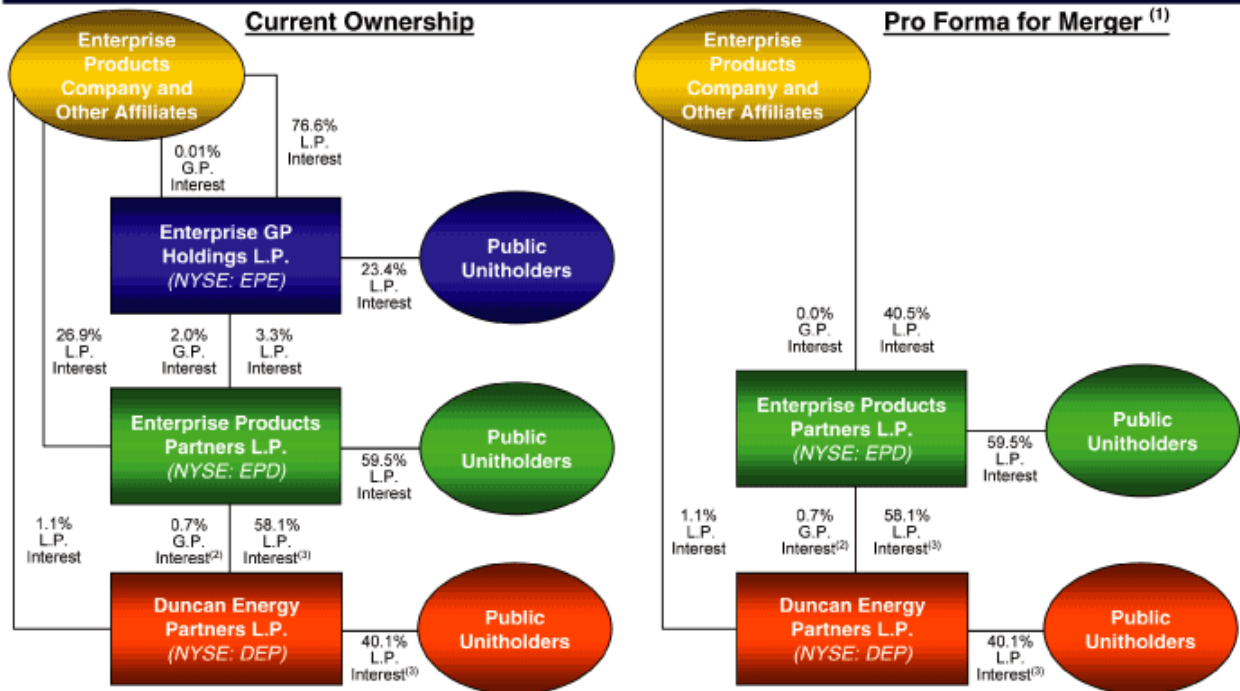 Current Ownership
Enterprise
Products
Company and
Other Affiliates
76.6%
L.P.
Interest
0.01%
G.P.
Interest
Enterprise GP
Holdings L.P.
(NYSE: EPE)
23.4%
L.P.
Interest
Public
Unitholders
26.9%
L.P.
Interest
2.0%
G.P.
Interest
3.3%
L.P.
Interest
Enterprise Products
Partners L.P.
(NYSE: EPD)
59.5%
L.P.
Interest
Public
Unitholders
1.1%
L.P.
Interest
0.7%
G.P.
Interest(2)
58.1%
L.P.
Interest(3)
Duncan Energy
Partners L.P.
(NYSE: DEP)
40.1%
L.P.
Interest(3)
Public
Unitholders
Pro Forma for Merger (1)
Enterprise
Products
Company and
Other Affiliates
0.0%
G.P.
Interest
40.5%
L.P.
Interest
Enterprise Products
Partners L.P.
(NYSE: EPD)
59.5%
L.P.
Interest
Public
Unitholders
1.1%
L.P.
Interest
0.7%
G.P.
Interest(2)
58.1%
L.P.
Interest(3)
Duncan Energy
Partners L.P.
(NYSE: DEP)
40.1%
L.P.
Interest(3)
Public
Unitholders